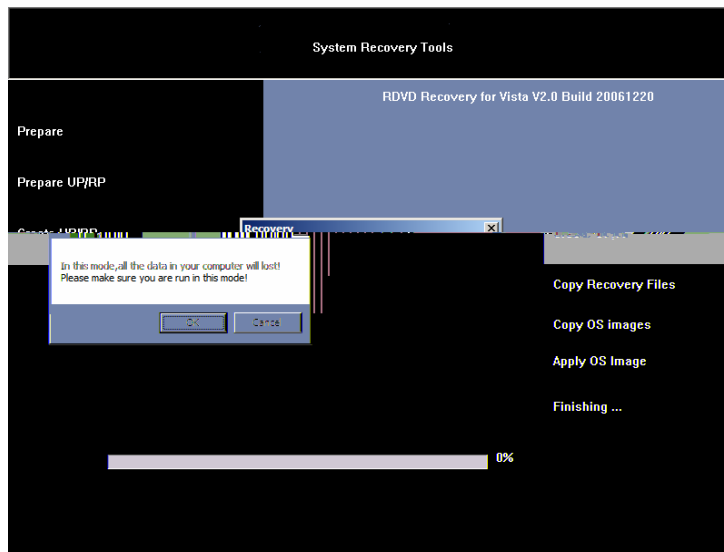 System Recovery Tools
RDVD Recovery for Vista V2.0 Build 20061220
Prepare
Prepare UP/RP
Recovery
In this mode,all the data in your computer will lost!
Please make sure you are run in this mode!
OK
Cancel
Copy Recovery Files
Copy OS images
Apply OS Image
Finishing ...
0%